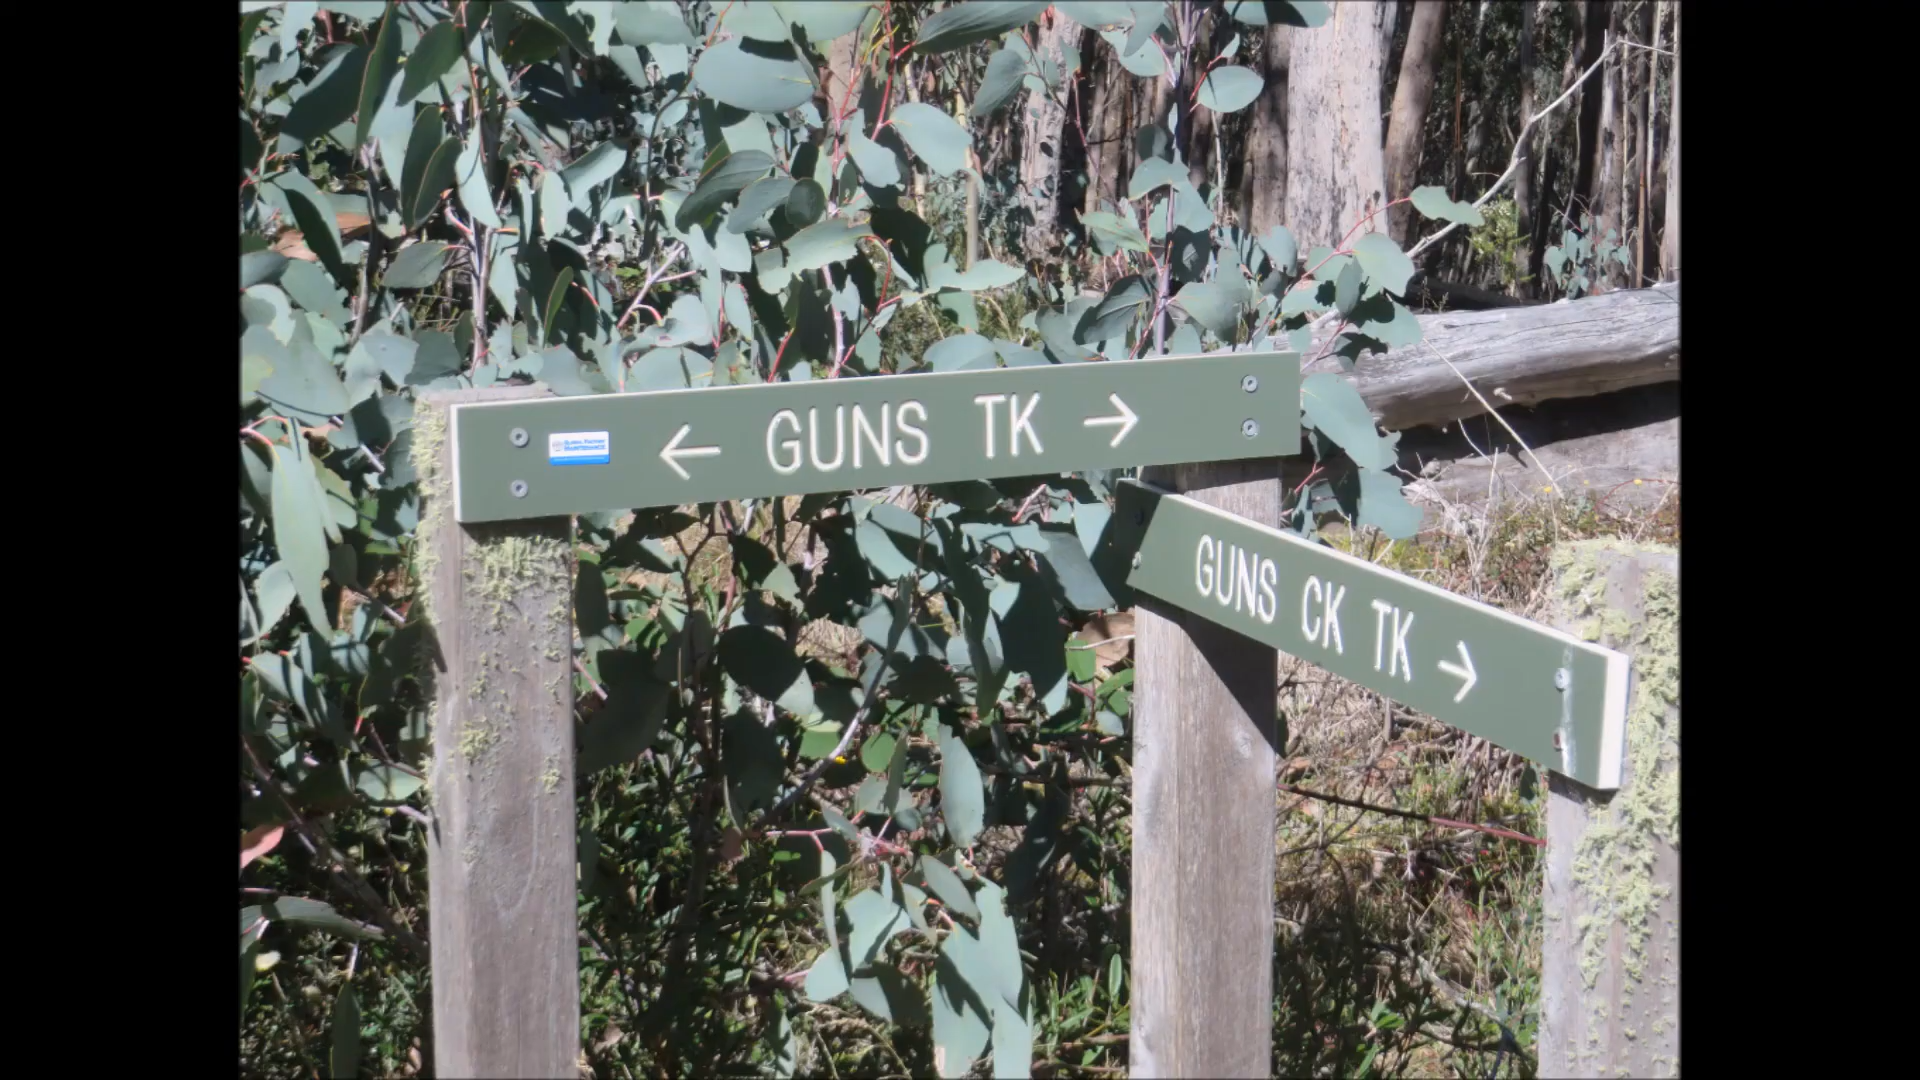 ← GUNS TK →
GUNS CK TK →